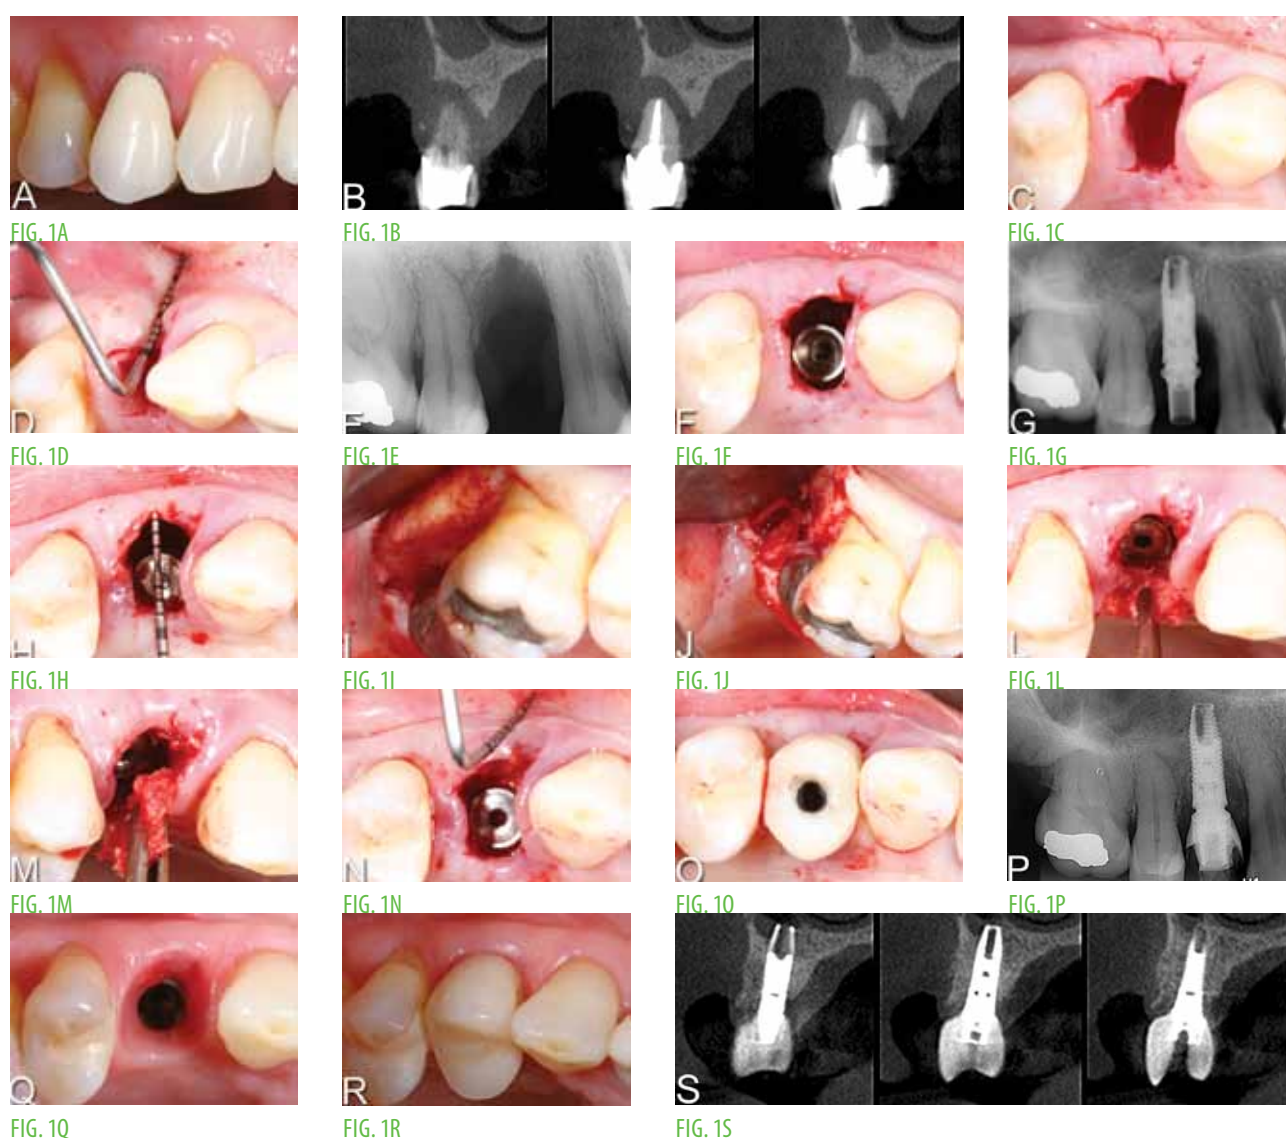 A
B
C
FIG. 1A
FIG. 1B
FIG. 1C
D
E
F
G
FIG. 1D
FIG. 1E
FIG. 1F
FIG. 1G
H
I
J
L
FIG. 1H
FIG. 1I
FIG. 1J
FIG. 1L
M
N
O
P
FIG. 1M
FIG. 1N
FIG. 1O
FIG. 1P
Q
R
S
FIG. 1Q
FIG. 1R
FIG. 1S